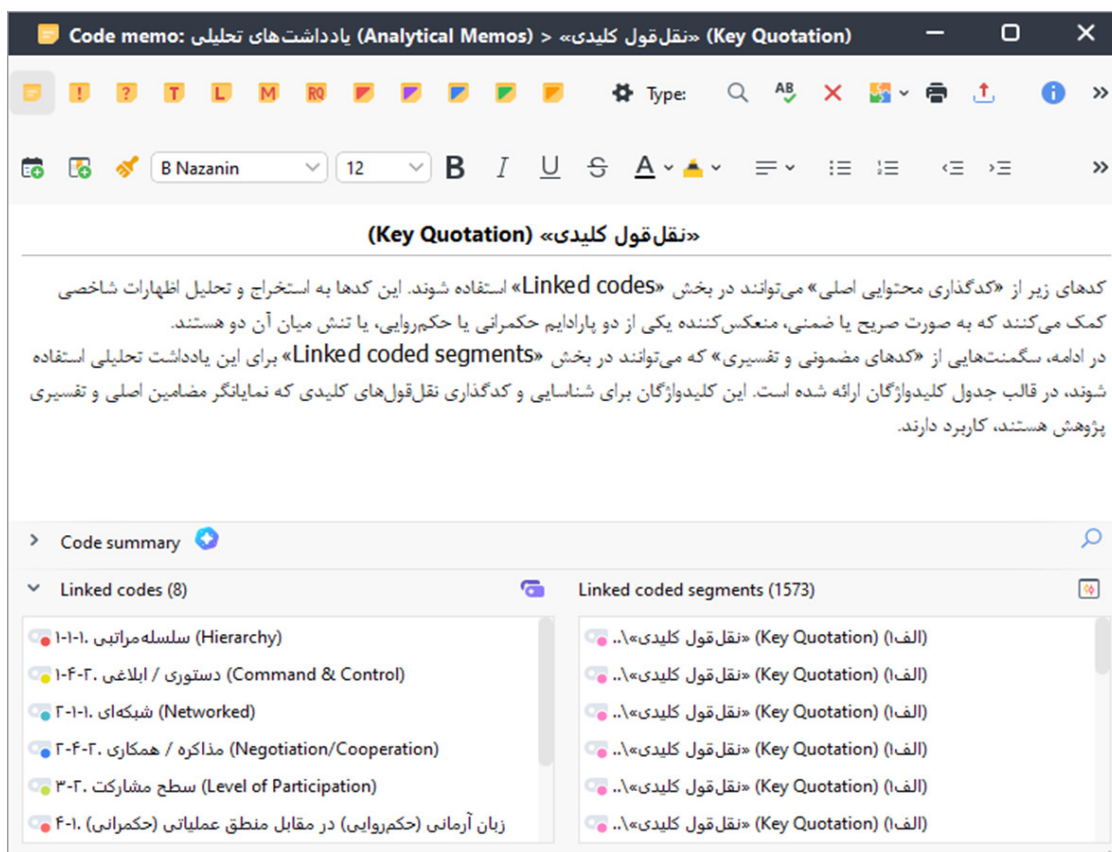 Code memo: یادداشت‌های تحلیلی (Analytical Memos) > «نقل‌قول کلیدی» (Key Quotation)
! ? T L M RQ Type: AB i »
B Nazanin 12 B I U S A »
«نقل‌قول کلیدی» (Key Quotation)
کدهای زیر از «کدگذاری محتوایی اصلی» می‌توانند در بخش «Linked codes» استفاده شوند. این کدها به استخراج و تحلیل اظهارات شاخصی
کمک می‌کنند که به صورت صریح یا ضمنی، منعکس‌کننده یکی از دو پارادایم حکمرانی یا حکم‌روایی، یا تنش میان آن دو هستند.
در ادامه، سگمنت‌هایی از «کدهای مضمونی و تفسیری» که می‌توانند در بخش «Linked coded segments» برای این یادداشت تحلیلی استفاده
شوند، در قالب جدول کلیدواژگان ارائه شده است. این کلیدواژگان برای شناسایی و کدگذاری نقل‌قول‌های کلیدی که نمایانگر مضامین اصلی و تفسیری
پژوهش هستند، کاربرد دارند.
Code summary
Linked codes (8)
۱-۱-۱. سلسله‌مراتبی (Hierarchy)
۱-۴-۲. دستوری / ابلاغی (Command & Control)
۲-۱-۱. شبکه‌ای (Networked)
۲-۴-۲. مذاکره / همکاری (Negotiation/Cooperation)
۳-۲. سطح مشارکت (Level of Participation)
۴-۱. زبان آرمانی (حکم‌روایی) در مقابل منطق عملیاتی (حکمرانی)
Linked coded segments (1573)
..\«نقل‌قول کلیدی» (Key Quotation) (الف۱)
..\«نقل‌قول کلیدی» (Key Quotation) (الف۱)
..\«نقل‌قول کلیدی» (Key Quotation) (الف۱)
..\«نقل‌قول کلیدی» (Key Quotation) (الف۱)
..\«نقل‌قول کلیدی» (Key Quotation) (الف۱)
..\«نقل‌قول کلیدی» (Key Quotation) (الف۱)